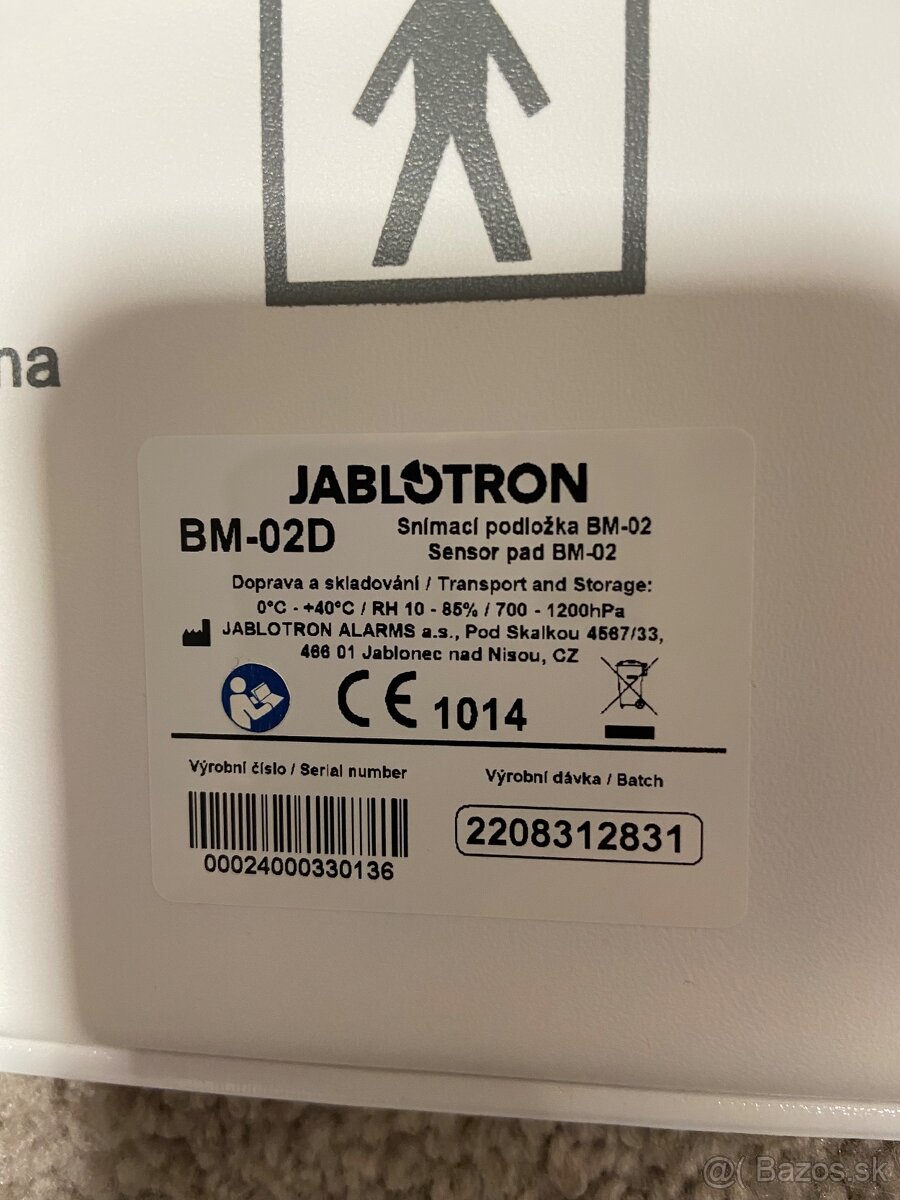 na
JABLOTRON
BM-02D
Snímací podložka BM-02
Sensor pad BM-02
Doprava a skladování / Transport and Storage:
0°C - +40°C / RH 10 - 85% / 700 - 1200hPa
JABLOTRON ALARMS a.s., Pod Skalkou 4567/33,
466 01 Jablonec nad Nisou, CZ
CE 1014
Výrobní číslo / Serial number
Výrobní dávka / Batch
00024000330136
2208312831
@( Bazos.sk